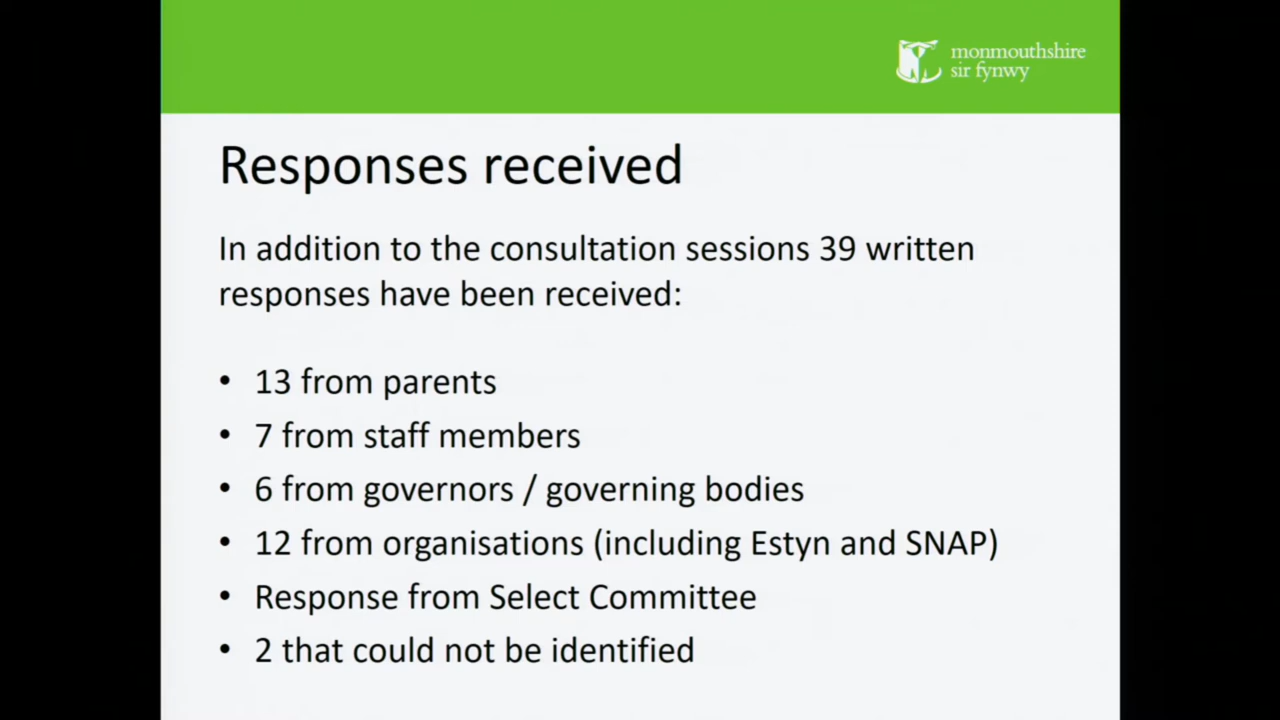 monmouthshire
sir fynwy
Responses received
In addition to the consultation sessions 39 written
responses have been received:
• 13 from parents
• 7 from staff members
• 6 from governors / governing bodies
• 12 from organisations (including Estyn and SNAP)
• Response from Select Committee
• 2 that could not be identified